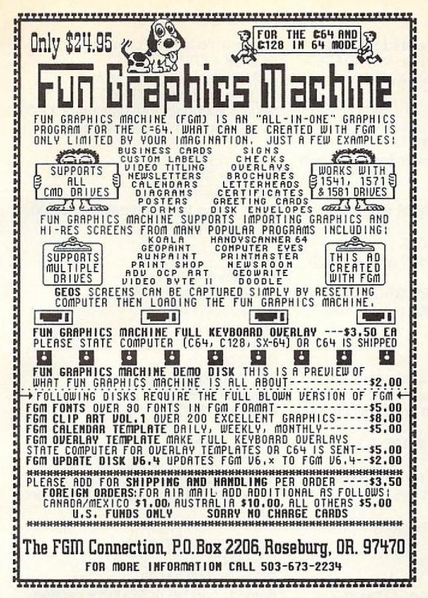 Only $24.95
FOR THE C64 AND
C128 IN 64 MODE
Fun Graphics Machine
FUN GRAPHICS MACHINE (FGM) IS AN "ALL-IN-ONE" GRAPHICS
PROGRAM FOR THE C=64. WHAT CAN BE CREATED WITH FGM IS
ONLY LIMITED BY YOUR IMAGINATION. JUST A FEW EXAMPLES:
BUSINESS CARDS SIGNS
CUSTOM LABELS CHECKS
VIDEO TITLING OVERLAYS
NEWSLETTERS BROCHURES
CALENDARS LETTERHEADS
DIAGRAMS CERTIFICATES
POSTERS GREETING CARDS
FORMS DISK ENVELOPES
SUPPORTS
ALL
CMD DRIVES
WORKS WITH
1541, 1571
1581 DRIVES
FUN GRAPHICS MACHINE SUPPORTS IMPORTING GRAPHICS AND
HI-RES SCREENS FROM MANY POPULAR PROGRAMS INCLUDING:
KOALA HANDYSCANNER 64
GEOPAINT COMPUTER EYES
RUNPAINT PRINTMASTER
PRINT SHOP NEWSROOM
ADV OCP ART GEOWRITE
VIDEO BYTE II DOODLE
SUPPORTS
MULTIPLE
DRIVES
THIS AD
CREATED
WITH FGM
GEOS SCREENS CAN BE CAPTURED SIMPLY BY RESETTING
COMPUTER THEN LOADING THE FUN GRAPHICS MACHINE.
FUN GRAPHICS MACHINE FULL KEYBOARD OVERLAY ---$3.50 EA
PLEASE STATE COMPUTER (C64, C128, SX-64) OR C64 IS SHIPPED
FUN GRAPHICS MACHINE DEMO DISK THIS IS A PREVIEW OF
WHAT FUN GRAPHICS MACHINE IS ALL ABOUT-----------$2.00
FOLLOWING DISKS REQUIRE THE FULL BLOWN VERSION OF FGM
FGM FONTS OVER 90 FONTS IN FGM FORMAT------------$5.00
FGM CLIP ART VOL.1 OVER 200 EXCELLENT GRAPHICS----$8.00
FGM CALENDAR TEMPLATE DAILY, WEEKLY, MONTHLY-----$5.00
FGM OVERLAY TEMPLATE MAKE FULL KEYBOARD OVERLAYS
STATE COMPUTER FOR OVERLAY TEMPLATES OR C64 IS SENT--$5.00
FGM UPDATE DISK V6.4 UPDATES FGM V6.x TO FGM V6.4--$2.00
PLEASE ADD FOR SHIPPING AND HANDLING PER ORDER ----$3.50
FOREIGN ORDERS: FOR AIR MAIL ADD ADDITIONAL AS FOLLOWS:
CANADA/MEXICO $1.00, AUSTRALIA $10.00, ALL OTHERS $5.00
U.S. FUNDS ONLY SORRY NO CHARGE CARDS
The FGM Connection, P.O. Box 2206, Roseburg, OR. 97470
FOR MORE INFORMATION CALL 503-673-2234